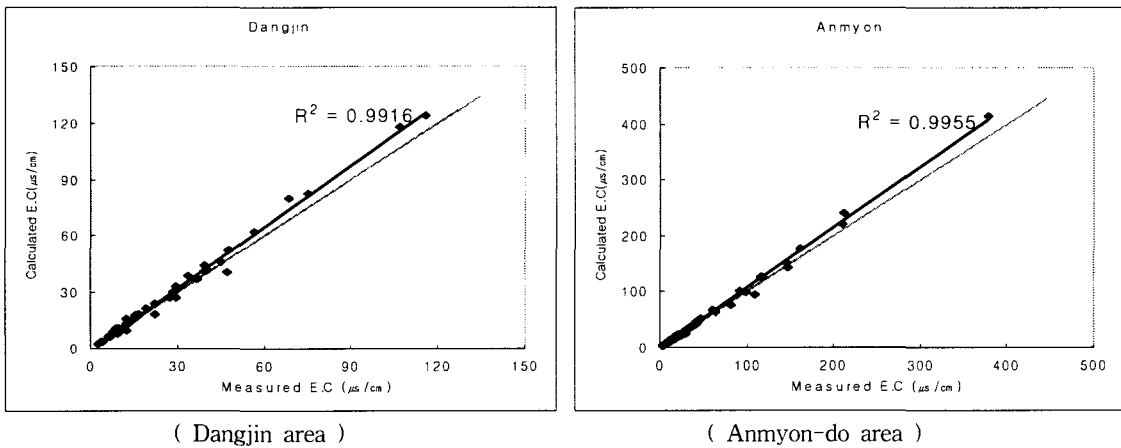 Dangjin
150
120
90
60
30
0
Calculated E.C(µs/cm)
R² = 0.9916
0 30 60 90 120 150
Measured E.C (µs/cm)
( Dangjin area )
Anmyon
500
400
300
200
100
0
Calculated E.C(µs/cm)
R² = 0.9955
0 100 200 300 400 500
Measured E.C (µs/cm)
( Anmyon-do area )